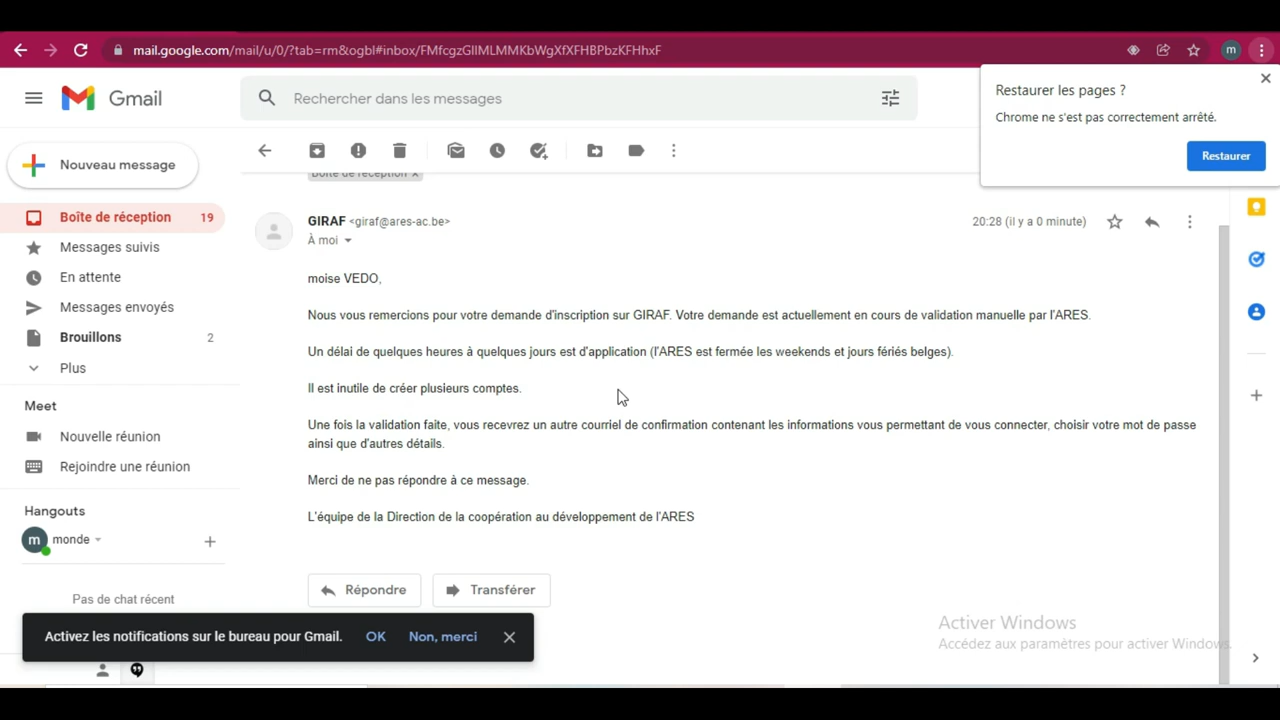 mail.google.com/mail/u/0/?tab=rm&ogbl#inbox/FMfcgzGllMLMMKbWgXfXFHBPbzKFHhxF
m
Restaurer les pages ?
Chrome ne s'est pas correctement arrêté.
Restaurer
Gmail
Rechercher dans les messages
Nouveau message
Boîte de réception 19
Messages suivis
En attente
Messages envoyés
Brouillons 2
Plus
Meet
Nouvelle réunion
Rejoindre une réunion
Hangouts
m monde
Pas de chat récent
Boîte de réception ×
GIRAF <giraf@ares-ac.be> 20:28 (il y a 0 minute)
À moi
moise VEDO,
Nous vous remercions pour votre demande d'inscription sur GIRAF. Votre demande est actuellement en cours de validation manuelle par l'ARES.
Un délai de quelques heures à quelques jours est d'application (l'ARES est fermée les weekends et jours fériés belges).
Il est inutile de créer plusieurs comptes.
Une fois la validation faite, vous recevrez un autre courriel de confirmation contenant les informations vous permettant de vous connecter, choisir votre mot de passe
ainsi que d'autres détails.
Merci de ne pas répondre à ce message.
L'équipe de la Direction de la coopération au développement de l'ARES
Répondre Transférer
Activez les notifications sur le bureau pour Gmail. OK Non, merci
Activer Windows
Accédez aux paramètres pour activer Windows.